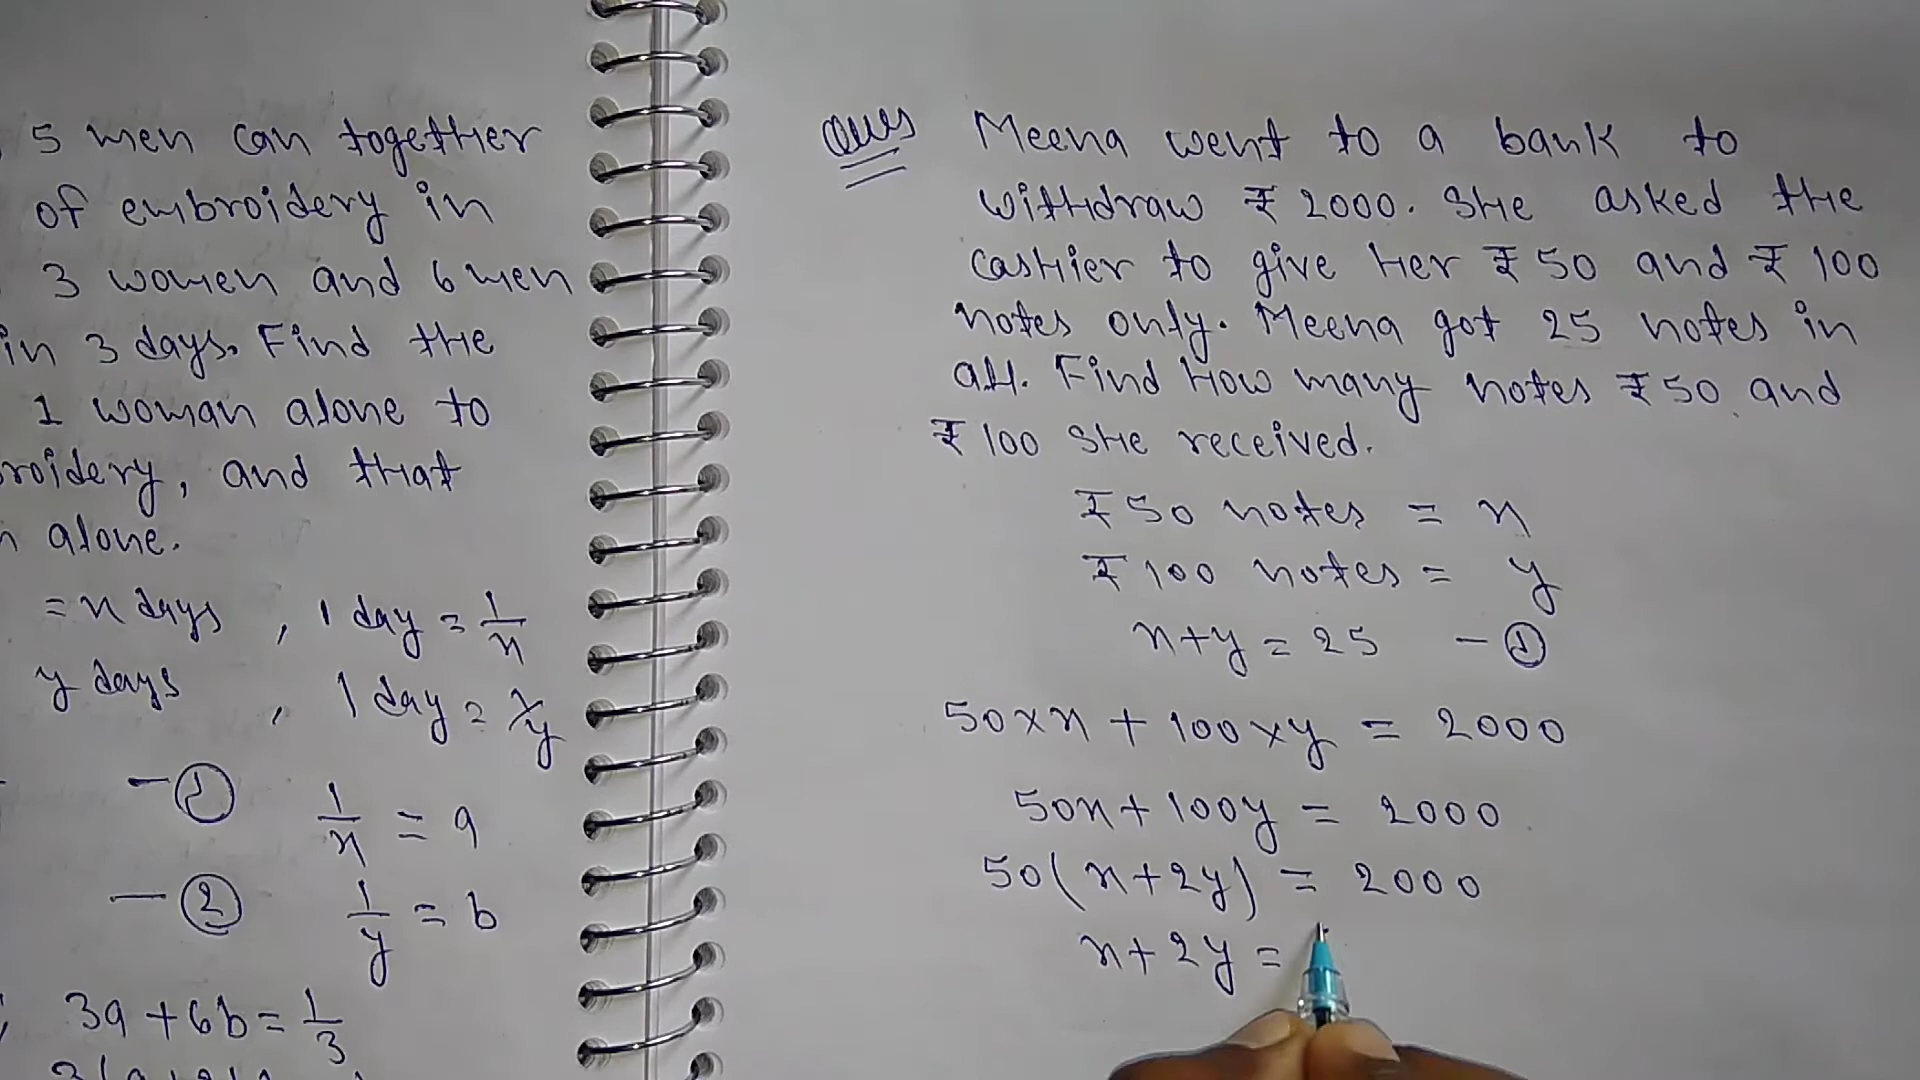 5 men can together
of embroidery in
3 women and 6 men
in 3 days. Find the
1 woman alone to
roidery, and that
n alone.
= x days , 1 day = 1/x
y days , 1 day = 1/y
- ①
1/x = a
- ②
1/y = b
3a + 6b = 1/3
Ques Meena went to a bank to
withdraw ₹ 2000. She asked the
cashier to give her ₹ 50 and ₹ 100
notes only. Meena got 25 notes in
all. Find how many notes ₹ 50 and
₹ 100 she received.
₹ 50 notes = x
₹ 100 notes = y
x + y = 25 - ①
50 × x + 100 × y = 2000
50x + 100y = 2000
50 ( x + 2y ) = 2000
x + 2y =